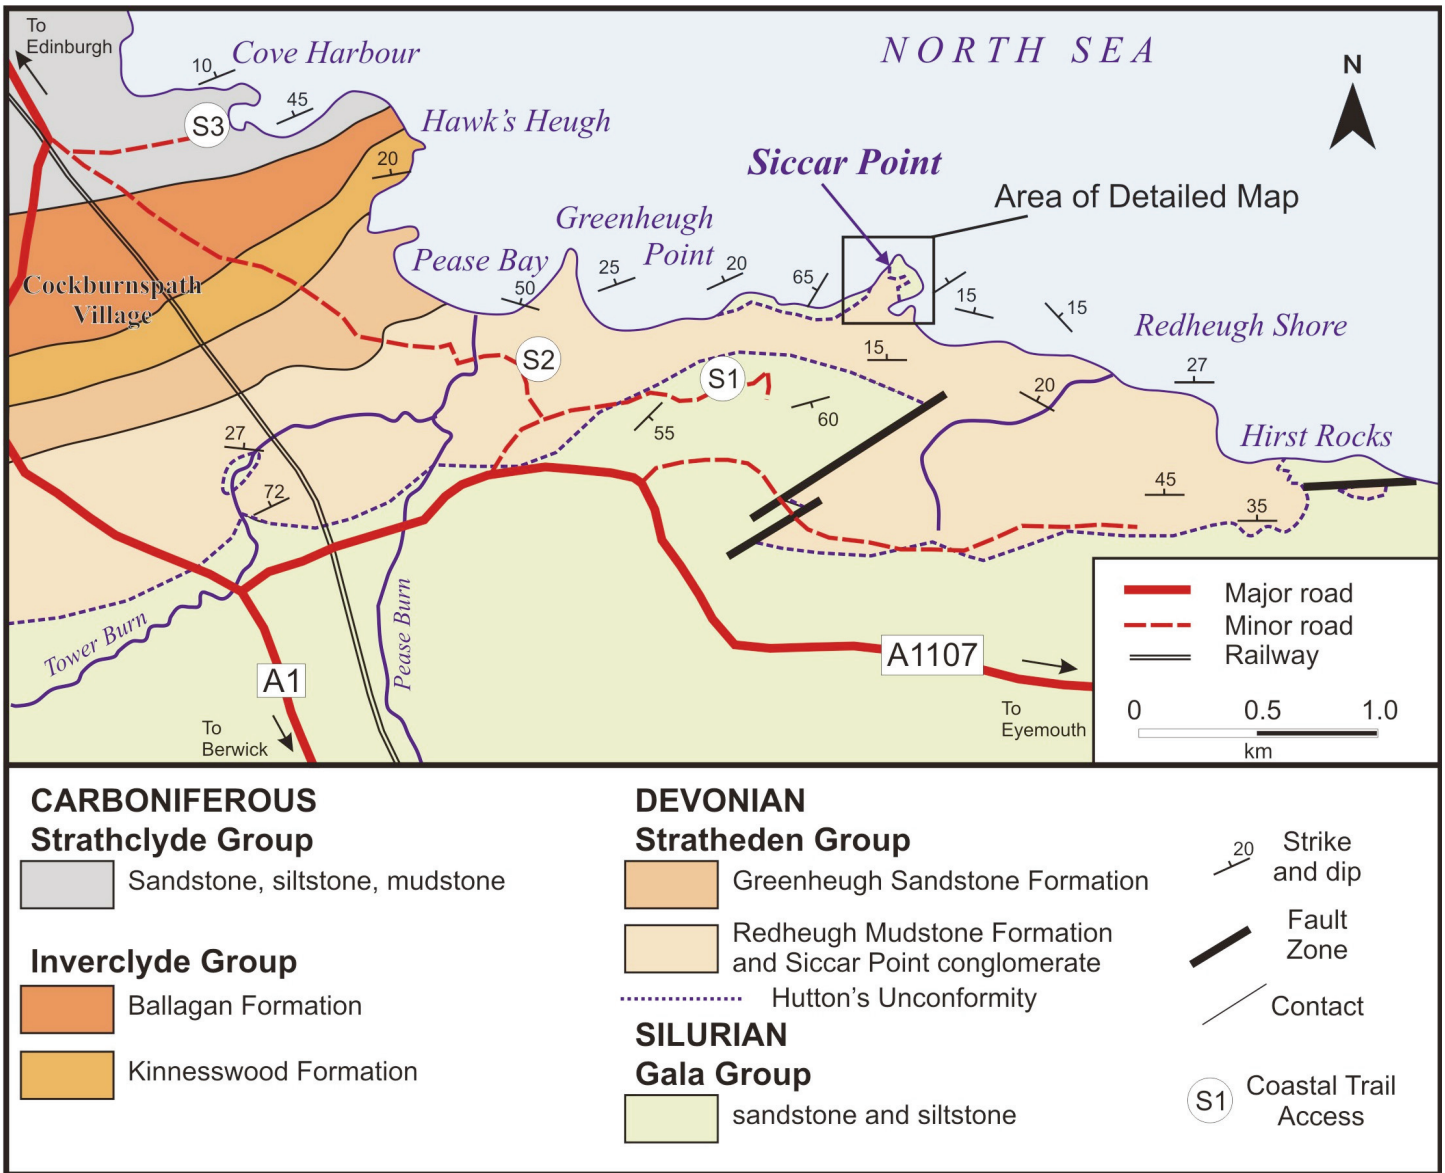 To
Edinburgh
10
Cove Harbour
NORTH SEA
N
45
S3
Hawk's Heugh
20
Siccar Point
Area of Detailed Map
Greenheugh
Point
Pease Bay
25
20
65
50
15
15
Cockburnspath
Village
Redheugh Shore
S2
15
27
S1
20
60
55
27
Hirst Rocks
72
45
35
Tower Burn
Pease Burn
A1
A1107
To
Berwick
To
Eyemouth
Major road
Minor road
Railway
0 0.5 1.0
km
CARBONIFEROUS
Strathclyde Group
Sandstone, siltstone, mudstone
Inverclyde Group
Ballagan Formation
Kinnesswood Formation
DEVONIAN
Stratheden Group
Greenheugh Sandstone Formation
Redheugh Mudstone Formation
and Siccar Point conglomerate
Hutton's Unconformity
SILURIAN
Gala Group
sandstone and siltstone
20
Strike
and dip
Fault
Zone
Contact
S1
Coastal Trail
Access